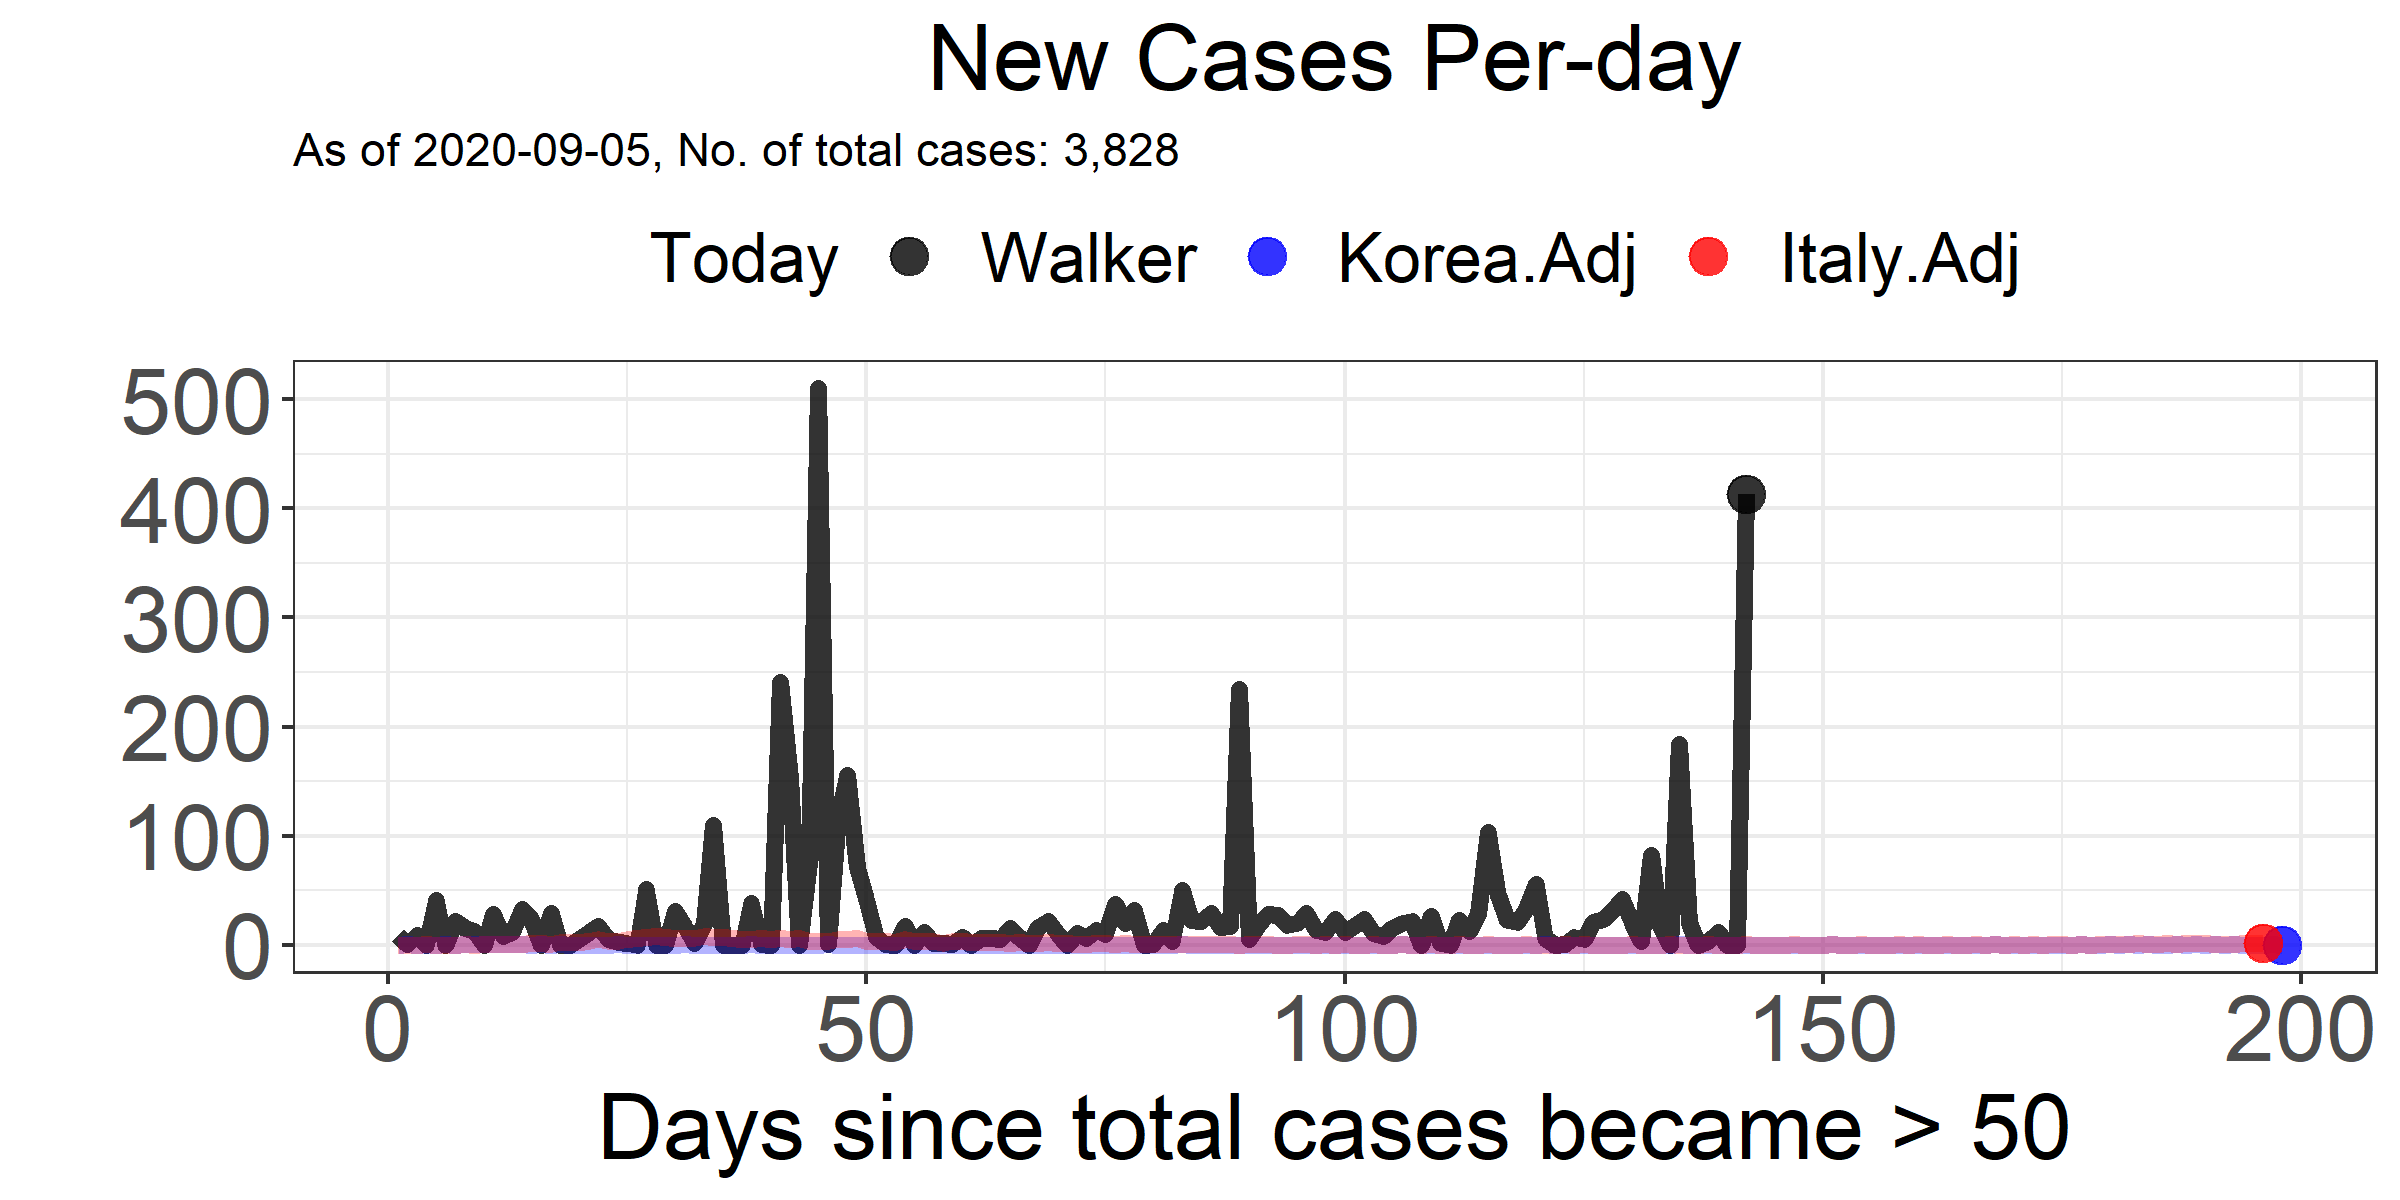 New Cases Per-day
As of 2020-09-05, No. of total cases: 3,828
Today Walker Korea.Adj Italy.Adj
500
400
300
200
100
0
0 50 100 150 200
Days since total cases became > 50